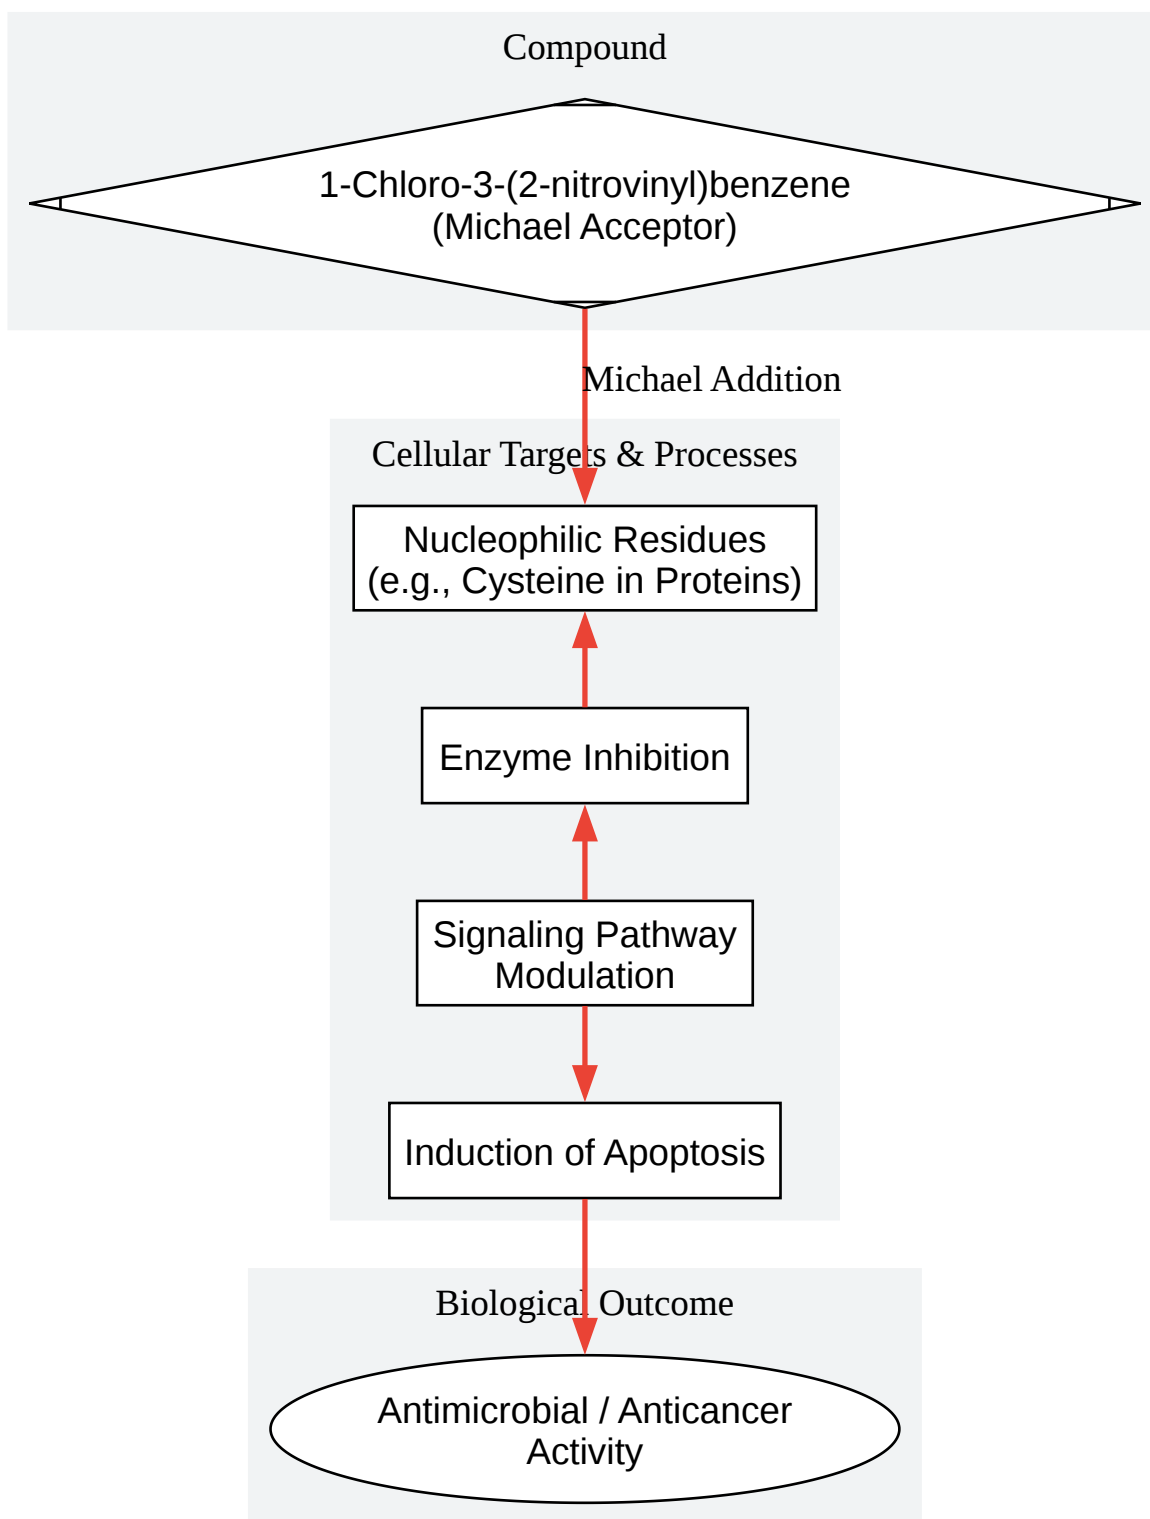 Compound
1-Chloro-3-(2-nitrovinyl)benzene
(Michael Acceptor)
Michael Addition
Cellular Targets & Processes
Nucleophilic Residues
(e.g., Cysteine in Proteins)
Enzyme Inhibition
Signaling Pathway
Modulation
Induction of Apoptosis
Biological Outcome
Antimicrobial / Anticancer
Activity